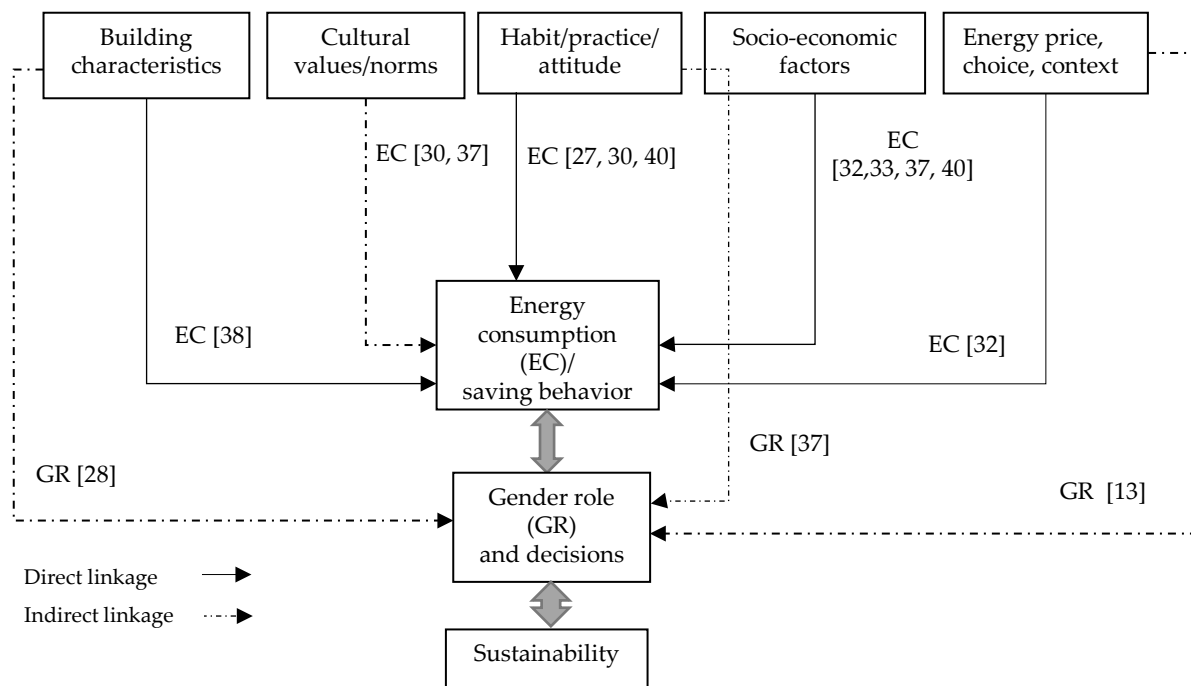 Building
characteristics
Cultural
values/norms
Habit/practice/
attitude
Socio-economic
factors
Energy price,
choice, context
EC [30, 37]
EC [27, 30, 40]
EC
[32,33, 37, 40]
EC [38]
Energy
consumption
(EC)/
saving behavior
EC [32]
GR [28]
GR [37]
GR [13]
Gender role
(GR)
and decisions
Direct linkage
Indirect linkage
Sustainability